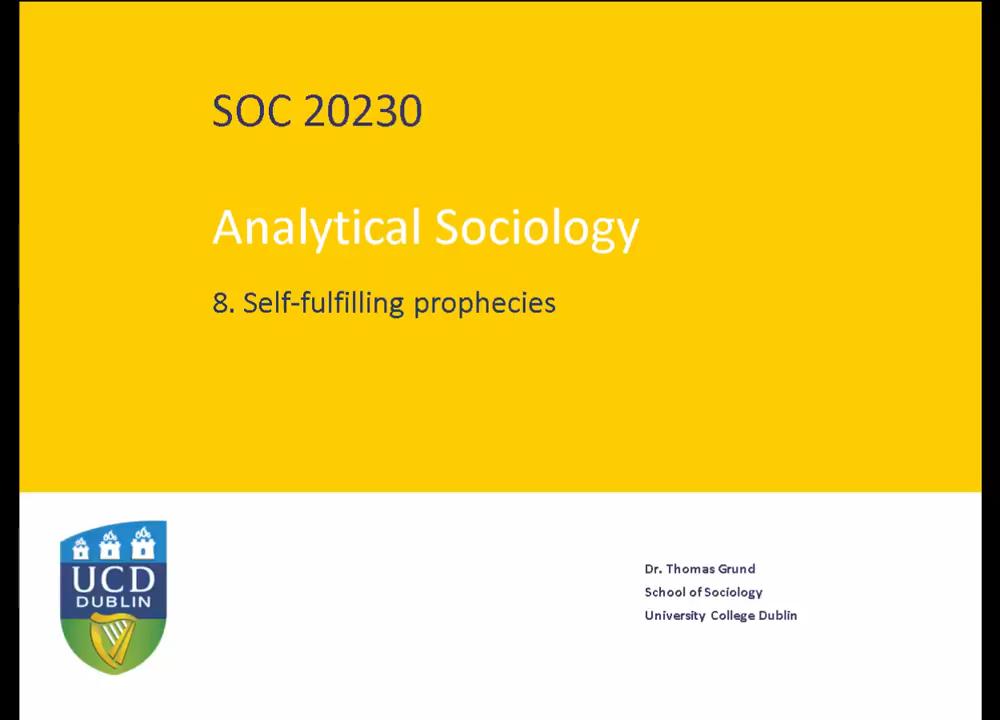 SOC 20230
Analytical Sociology
8. Self-fulfilling prophecies
UCD
DUBLIN
Dr. Thomas Grund
School of Sociology
University College Dublin